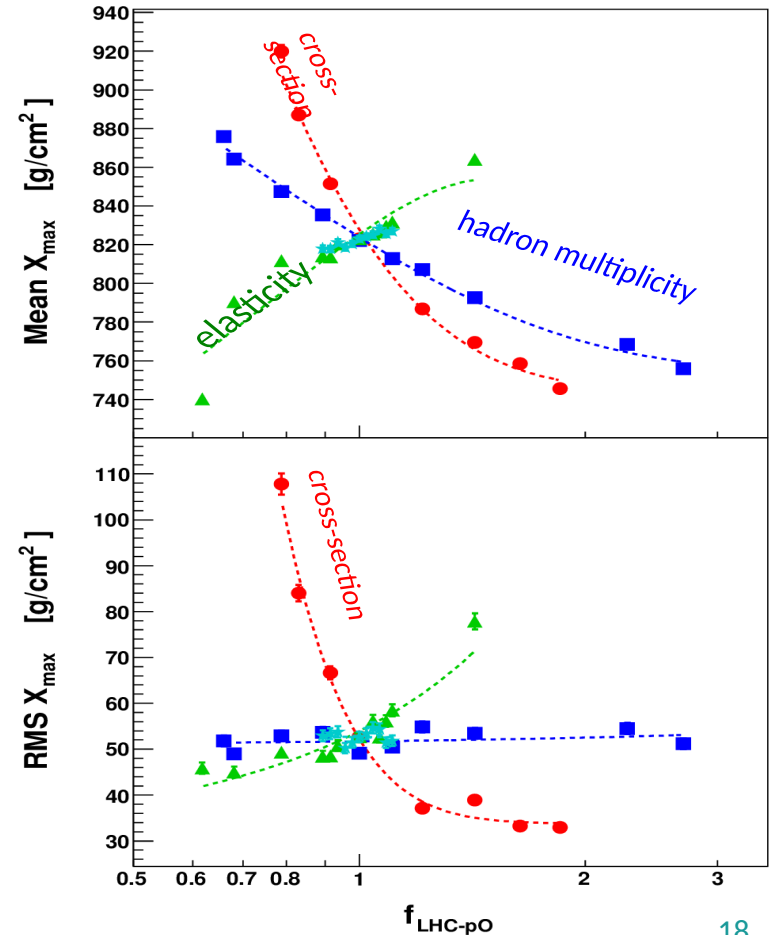 940
920
900
880
860
840
820
800
780
760
740
Mean X_max [g/cm²]
cross-
section
hadron multiplicity
elasticity
110
100
90
80
70
60
50
40
30
RMS X_max [g/cm²]
cross-section
0.5 0.6 0.7 0.8 1 2 3
f_LHC-pO
18